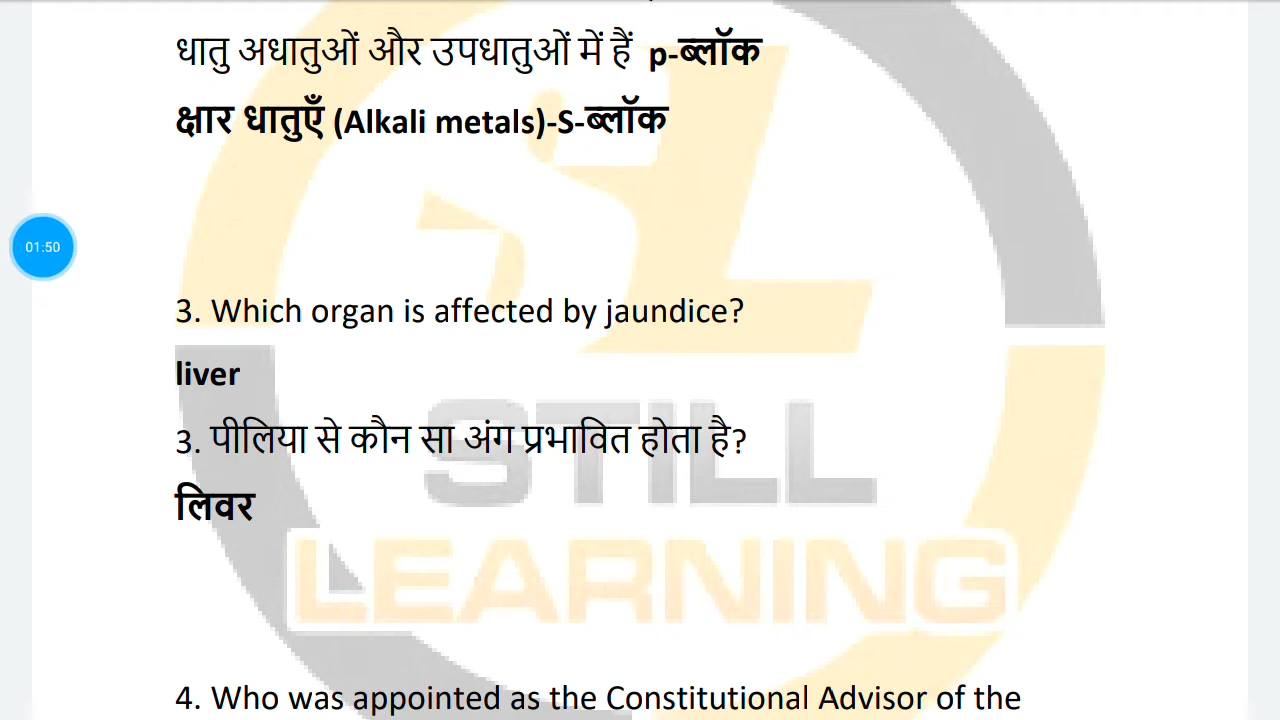 धातु अधातुओं और उपधातुओं में हैं p-ब्लॉक
क्षार धातुएँ (Alkali metals)-S-ब्लॉक
01:50
3. Which organ is affected by jaundice?
liver
3. पीलिया से कौन सा अंग प्रभावित होता है?
लिवर
SL
STILL
LEARNING
4. Who was appointed as the Constitutional Advisor of the